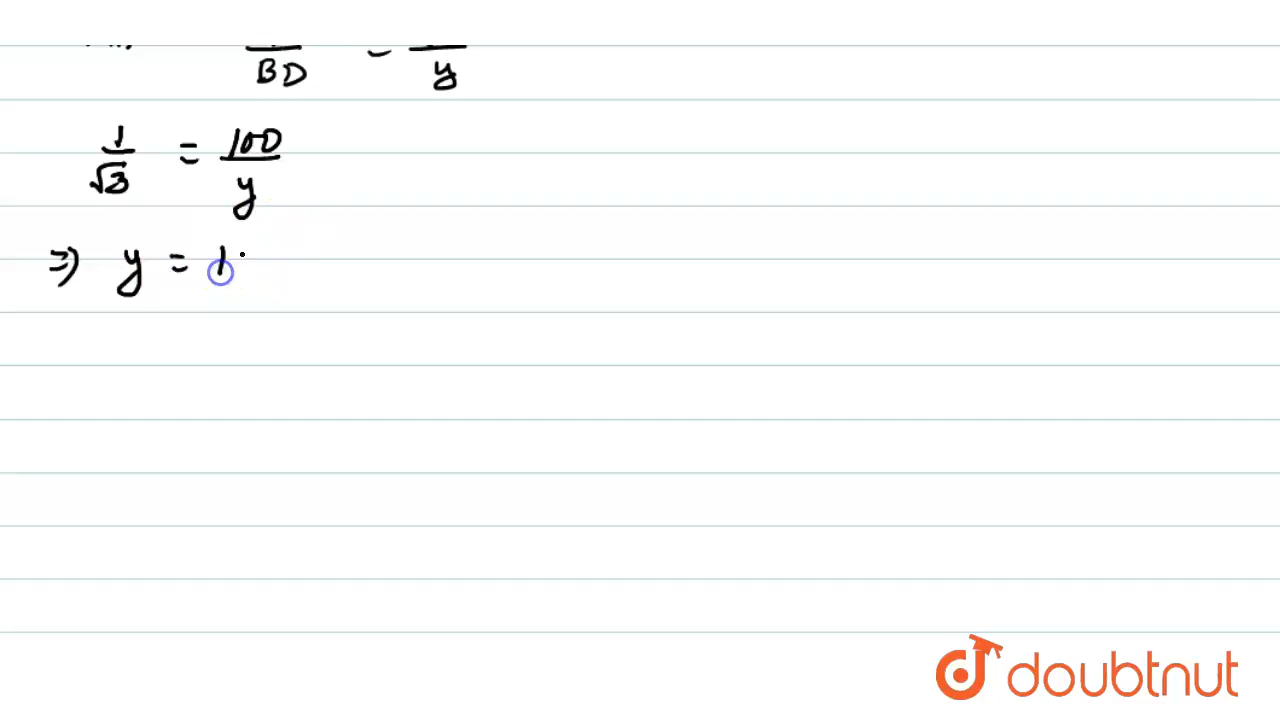 BD = y
1/√3 = 100/y
⇒ y = 1
doubtnut